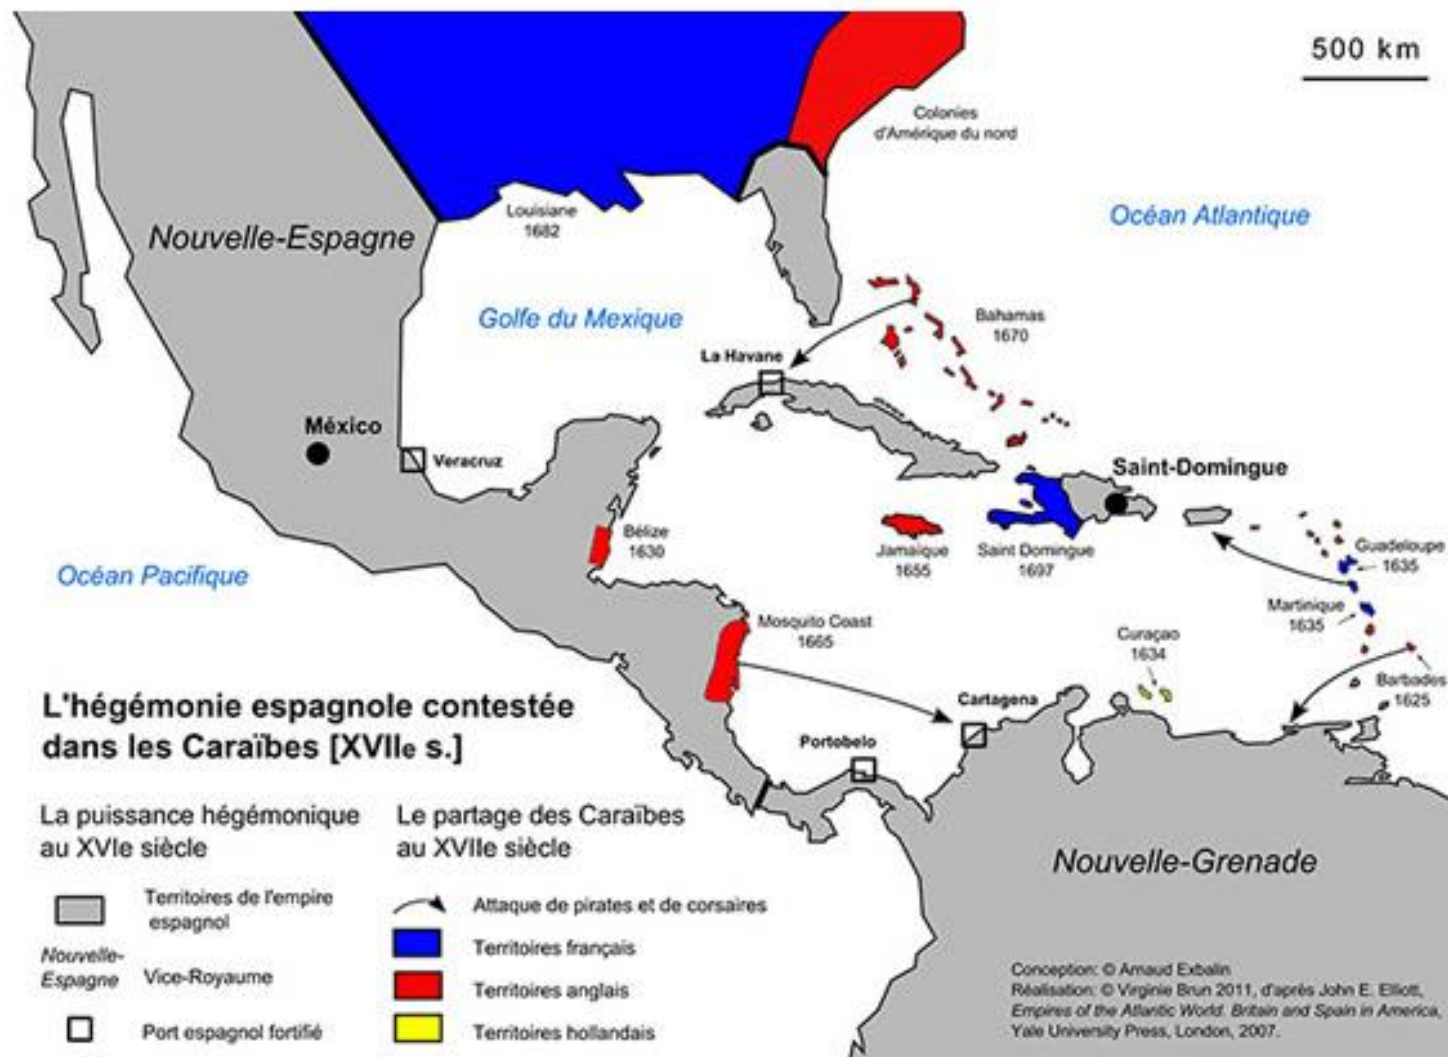 500 km
Colonies
d'Amérique du nord
Océan Atlantique
Louisiane
1682
Nouvelle-Espagne
Golfe du Mexique
Bahamas
1670
La Havane
México
Veracruz
Saint-Domingue
Bélize
1630
Jamaïque
1655
Saint Domingue
1697
Guadeloupe
1635
Océan Pacifique
Martinique
1635
Mosquito Coast
1665
Curaçao
1634
Barbades
1625
Cartagena
Portobelo
L'hégémonie espagnole contestée
dans les Caraïbes [XVIIe s.]
Nouvelle-Grenade
La puissance hégémonique
au XVIe siècle
Territoires de l'empire
espagnol
Nouvelle-
Espagne
Vice-Royaume
Port espagnol fortifié
Le partage des Caraïbes
au XVIIe siècle
Attaque de pirates et de corsaires
Territoires français
Territoires anglais
Territoires hollandais
Conception: © Arnaud Exbalin
Réalisation: © Virginie Brun 2011, d'après John E. Elliott,
Empires of the Atlantic World. Britain and Spain in America,
Yale University Press, London, 2007.